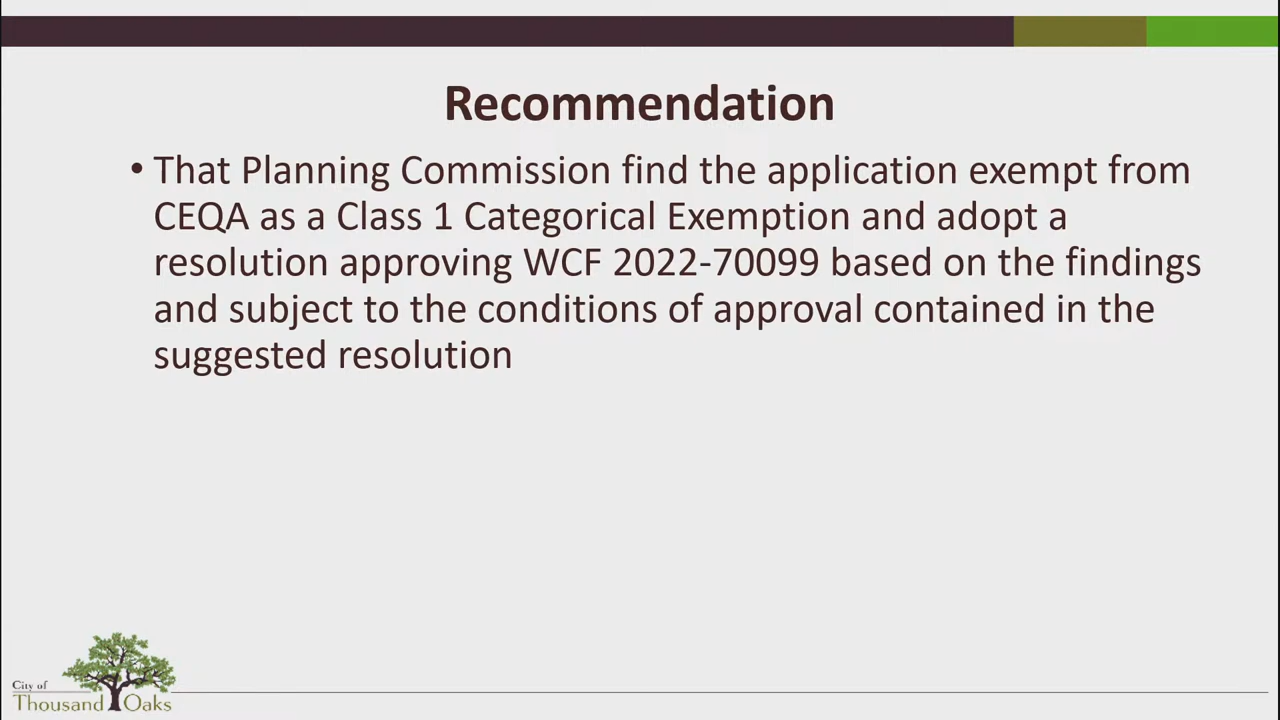 Recommendation
• That Planning Commission find the application exempt from
CEQA as a Class 1 Categorical Exemption and adopt a
resolution approving WCF 2022-70099 based on the findings
and subject to the conditions of approval contained in the
suggested resolution
City of
Thousand Oaks